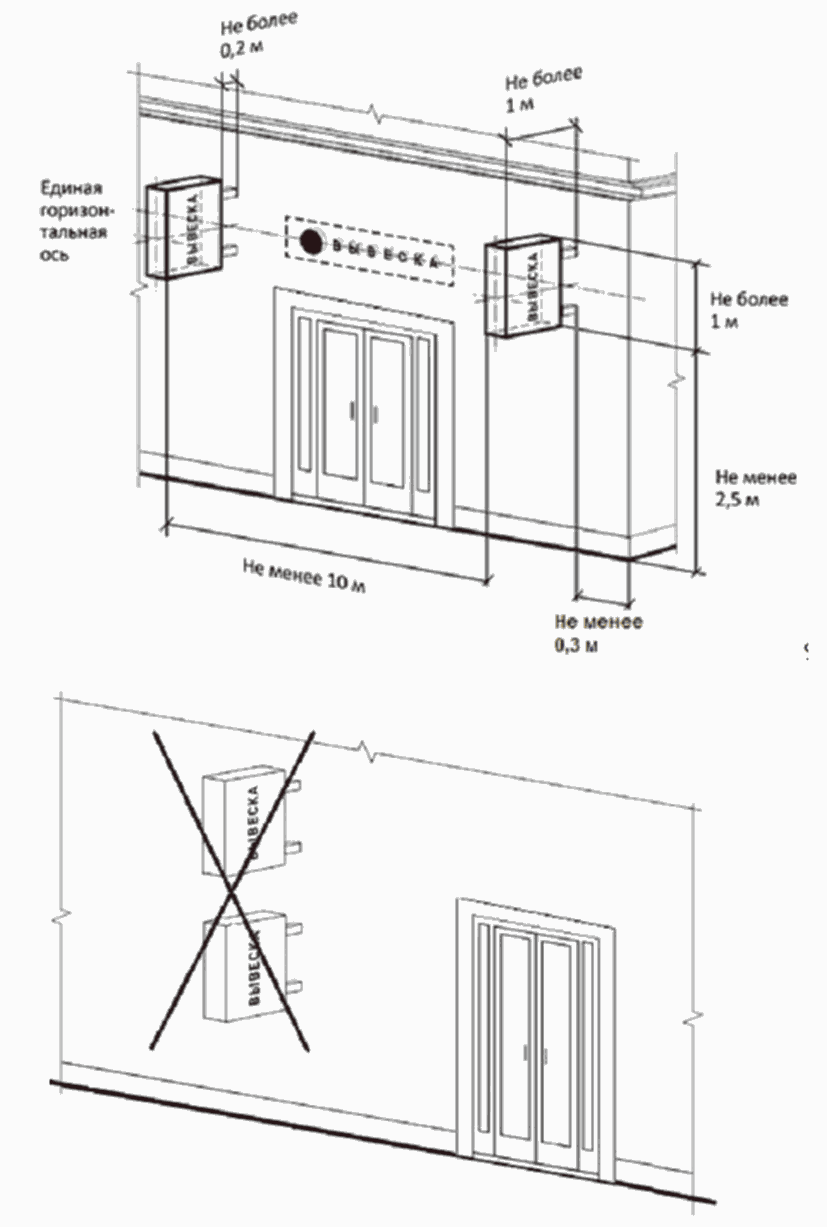 Не более
0,2 м
Не более
1 м
Единая
горизон-
тальная
ось
ВЫВЕСКА
ВЫВЕСКА
ВЫВЕСКА
Не более
1 м
Не менее
2,5 м
Не менее 10 м
Не менее
0,3 м
ВЫВЕСКА
ВЫВЕСКА